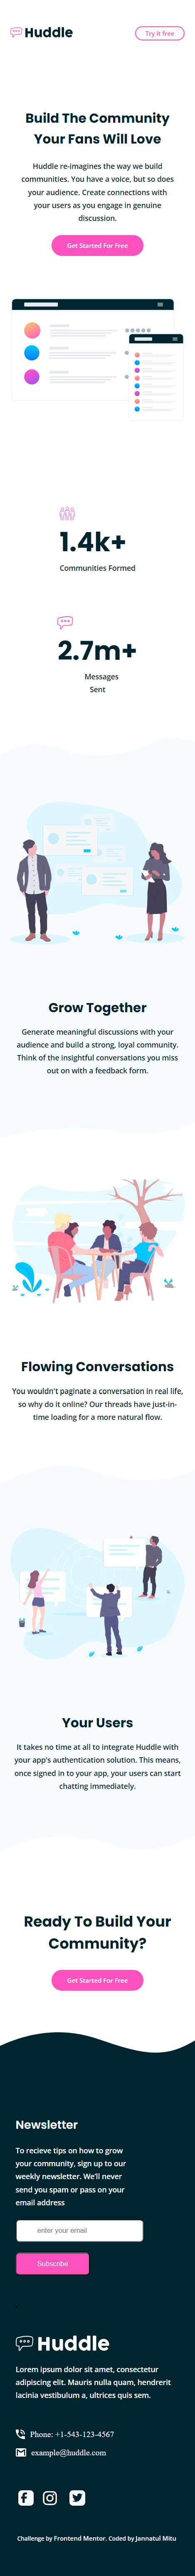 Huddle
Try it free
Build The Community
Your Fans Will Love
Huddle re-imagines the way we build
communities. You have a voice, but so does
your audience. Create connections with
your users as you engage in genuine
discussion.
Get Started For Free
1.4k+
Communities Formed
2.7m+
Messages
Sent
Grow Together
Generate meaningful discussions with your
audience and build a strong, loyal community.
Think of the insightful conversations you miss
out on with a feedback form.
Flowing Conversations
You wouldn't paginate a conversation in real life,
so why do it online? Our threads have just-in-
time loading for a more natural flow.
Your Users
It takes no time at all to integrate Huddle with
your app's authentication solution. This means,
once signed in to your app, your users can start
chatting immediately.
Ready To Build Your
Community?
Get Started For Free
Newsletter
To recieve tips on how to grow
your community, sign up to our
weekly newsletter. We'll never
send you spam or pass on your
email address
enter your email
Subscribe
Huddle
Lorem ipsum dolor sit amet, consectetur
adipiscing elit. Mauris nulla quam, hendrerit
lacinia vestibulum a, ultrices quis sem.
Phone: +1-543-123-4567
example@huddle.com
Challenge by Frontend Mentor. Coded by Jannatul Mitu